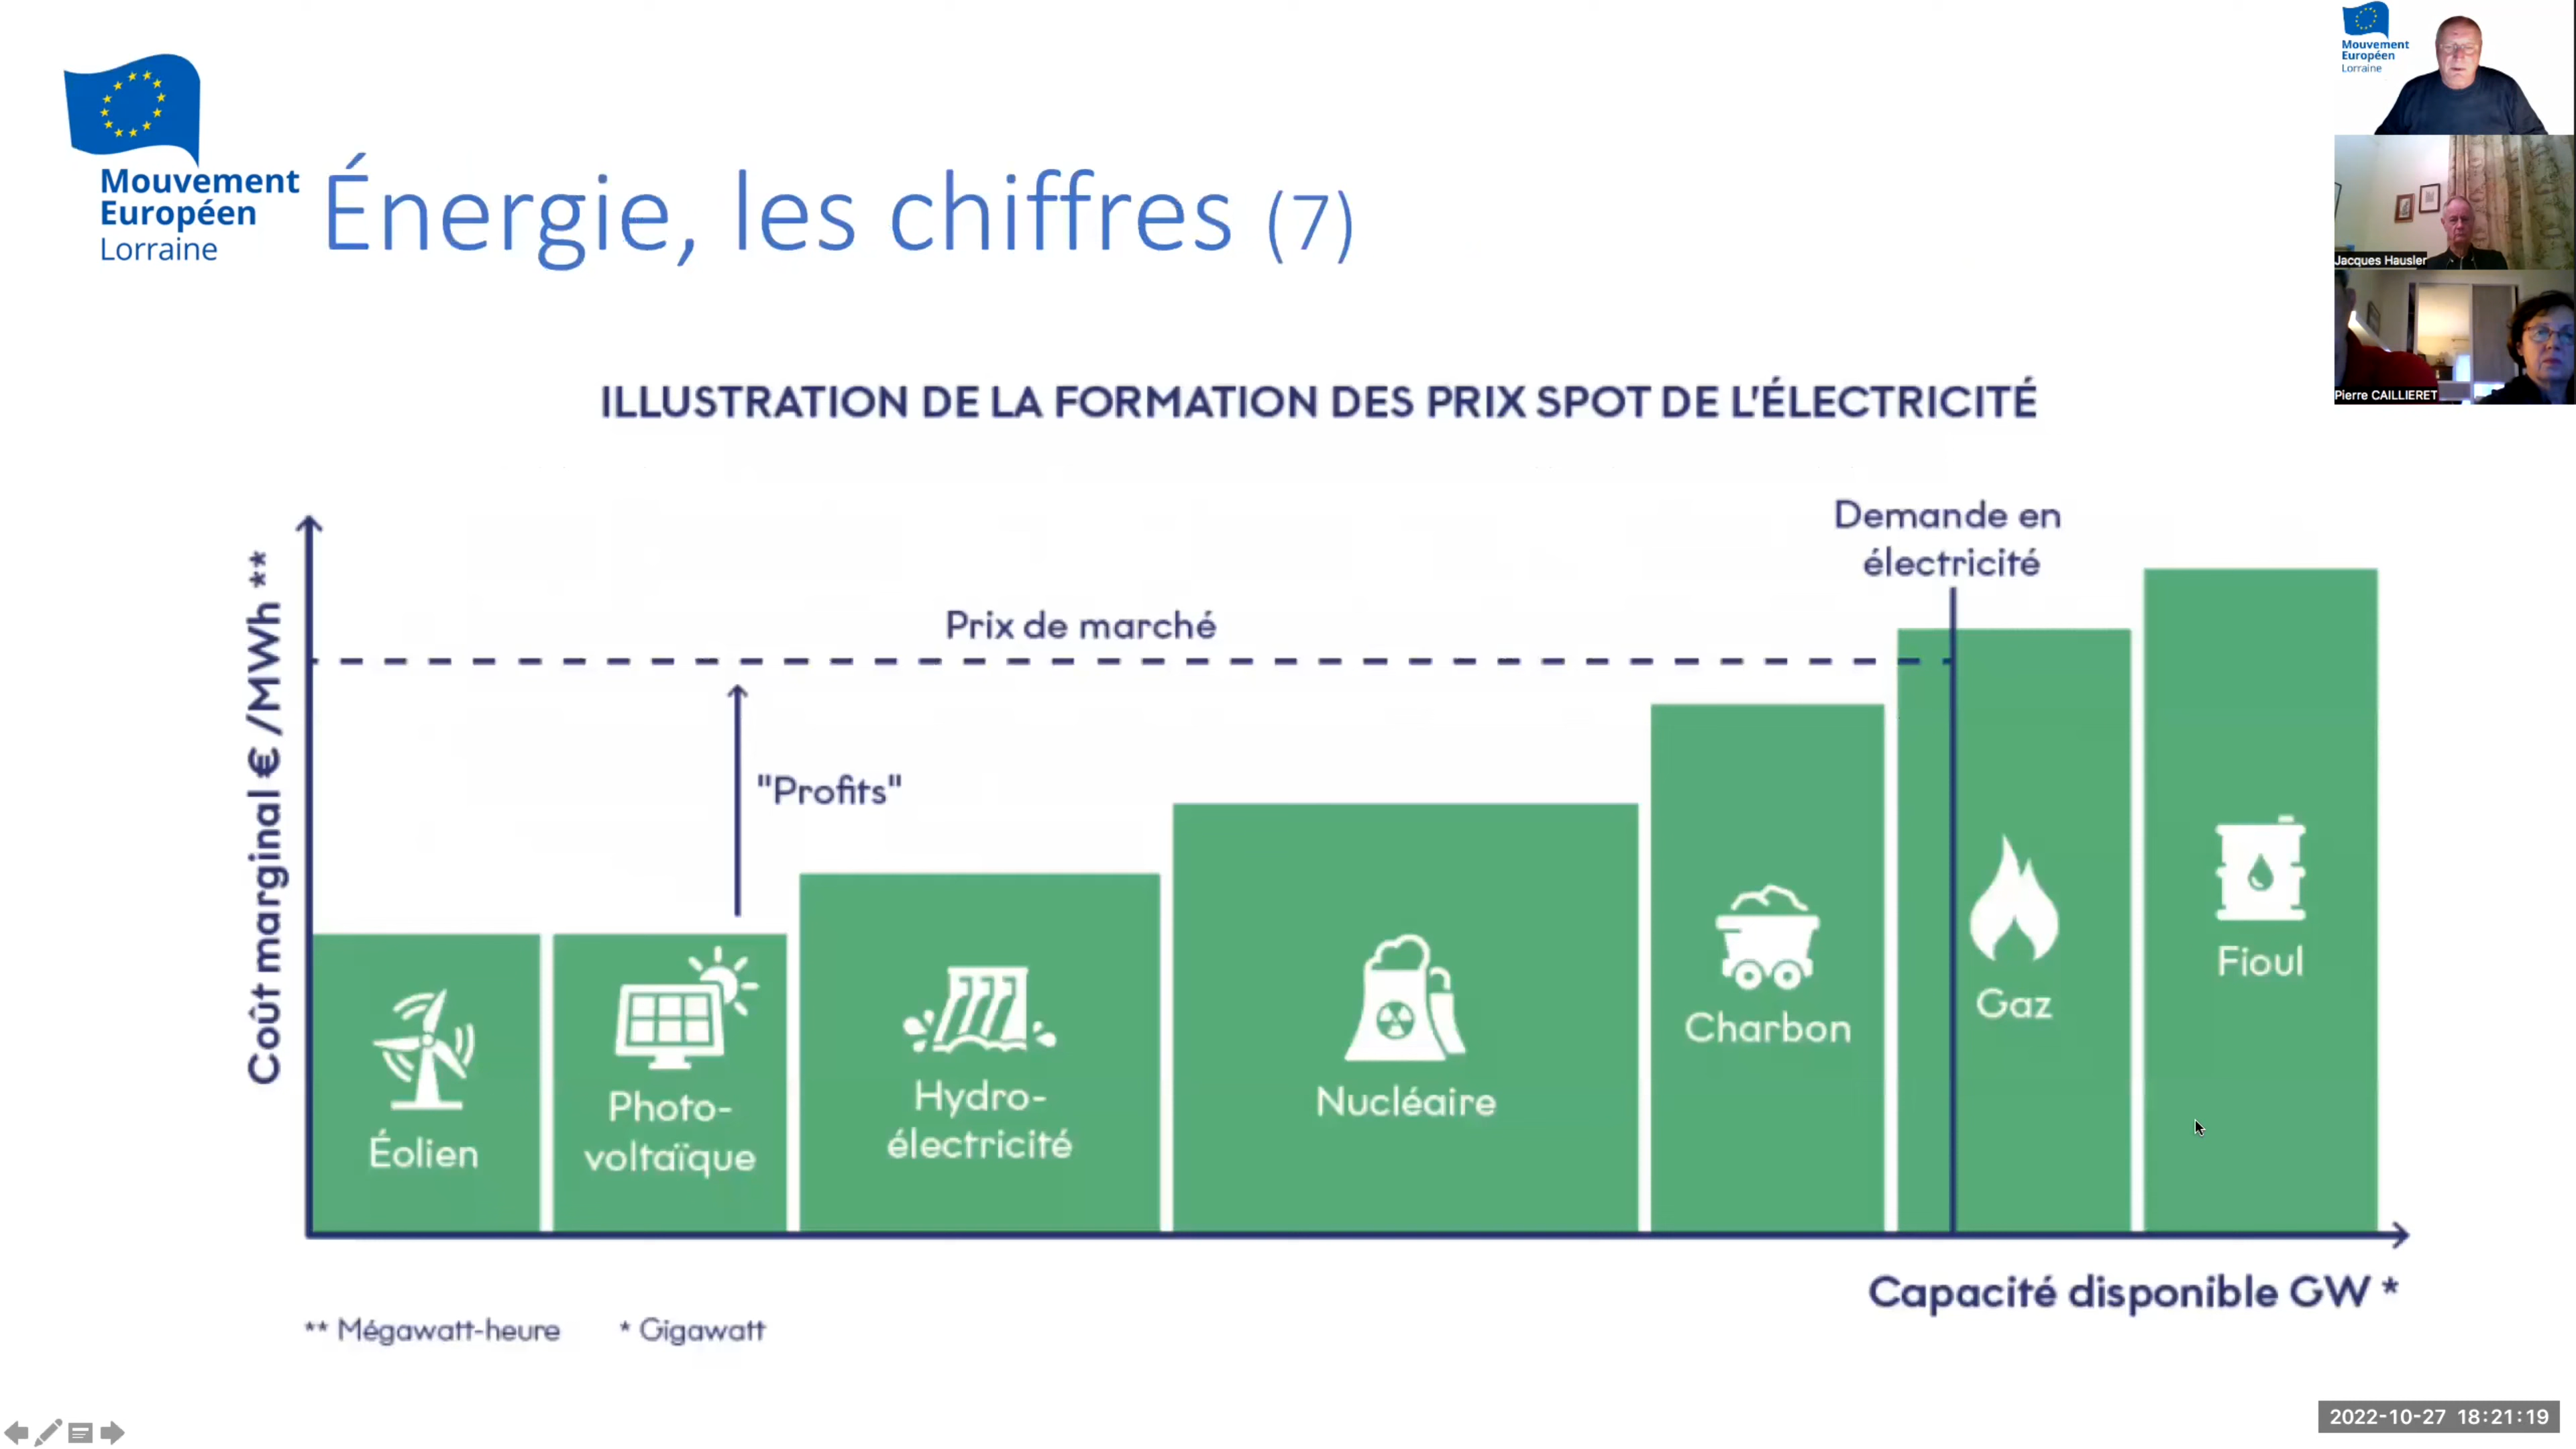 Mouvement
Européen
Lorraine
Énergie, les chiffres (7)
Mouvement
Européen
Lorraine
Jacques Hausler
Pierre CAILLIERET
ILLUSTRATION DE LA FORMATION DES PRIX SPOT DE L'ÉLECTRICITÉ
Coût marginal € /MWh **
Demande en
électricité
Prix de marché
"Profits"
Éolien
Photo-
voltaïque
Hydro-
électricité
Nucléaire
Charbon
Gaz
Fioul
Capacité disponible GW *
** Mégawatt-heure
* Gigawatt
2022-10-27 18:21:19